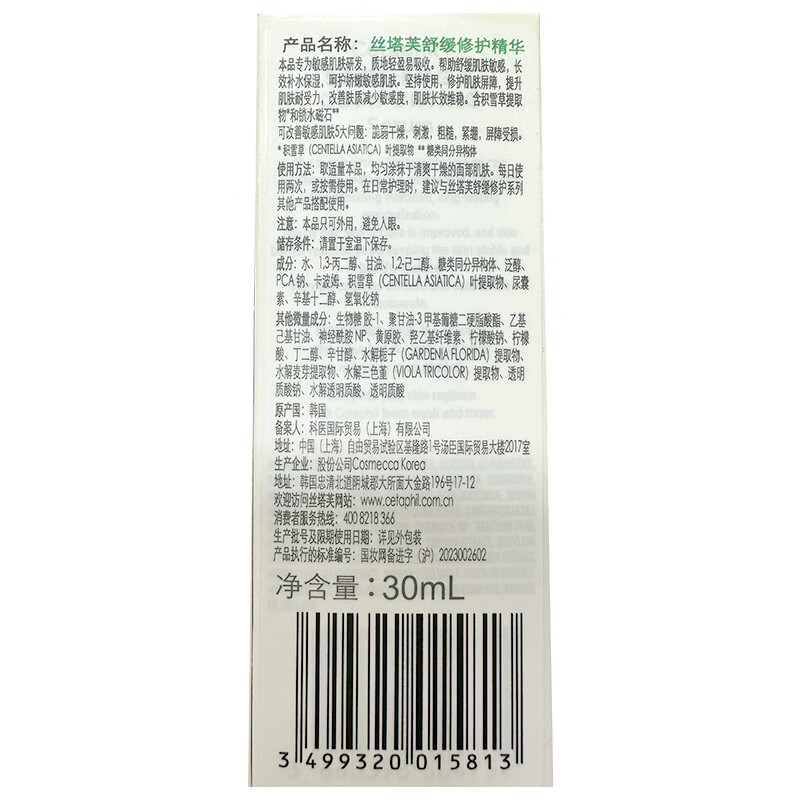 产品名称：丝塔芙舒缓修护精华
本品专为敏感肌肤研发，质地轻盈易吸收。帮助舒缓肌肤敏感，长
效补水保湿，呵护娇嫩敏感肌肤。坚持使用，修护肌肤屏障，提升
肌肤耐受力，改善肤质减少敏感度，肌肤长效维稳。含积雪草提取
物*和锁水磁石**
可改善敏感肌肤5大问题：脆弱干燥，刺激，粗糙，紧绷，屏障受损。
*积雪草（CENTELLA ASIATICA）叶提取物 **糖类同分异构体
使用方法：取适量本品，均匀涂抹于清爽干燥的面部肌肤。每日使
用两次，或按需使用。在日常护理时，建议与丝塔芙舒缓修护系列
其他产品搭配使用。
注意：本品只可外用，避免入眼。
储存条件：请置于室温下保存。
成分：水、1,3-丙二醇、甘油、1,2-己二醇、糖类同分异构体、泛醇、
PCA 钠、卡波姆、积雪草(CENTELLA ASIATICA)叶提取物、尿囊
素、辛基十二醇、氢氧化钠
其他微量成分：生物糖胶-1、聚甘油-3 甲基葡糖二硬脂酸酯、乙基
己基甘油、神经酰胺 NP、黄原胶、羟乙基纤维素、柠檬酸钠、柠檬
酸、丁二醇、辛甘醇、水解栀子(GARDENIA FLORIDA)提取物、
水解麦芽提取物、水解三色堇(VIOLA TRICOLOR)提取物、透明
质酸钠、水解透明质酸、透明质酸
原产国：韩国
备案人：科医国际贸易（上海）有限公司
地址：中国（上海）自由贸易试验区基隆路1号汤臣国际贸易大楼2017室
生产企业：股份公司Cosmecca Korea
地址：韩国忠清北道阴城郡大所面大金路196号17-12
欢迎访问丝塔芙网站：www.cetaphil.com.cn
消费者服务热线：400 8218 366
生产批号及限期使用日期：详见外包装
产品执行的标准编号：国妆网备进字（沪）2023002602
净含量：30mL
3 499320 015813